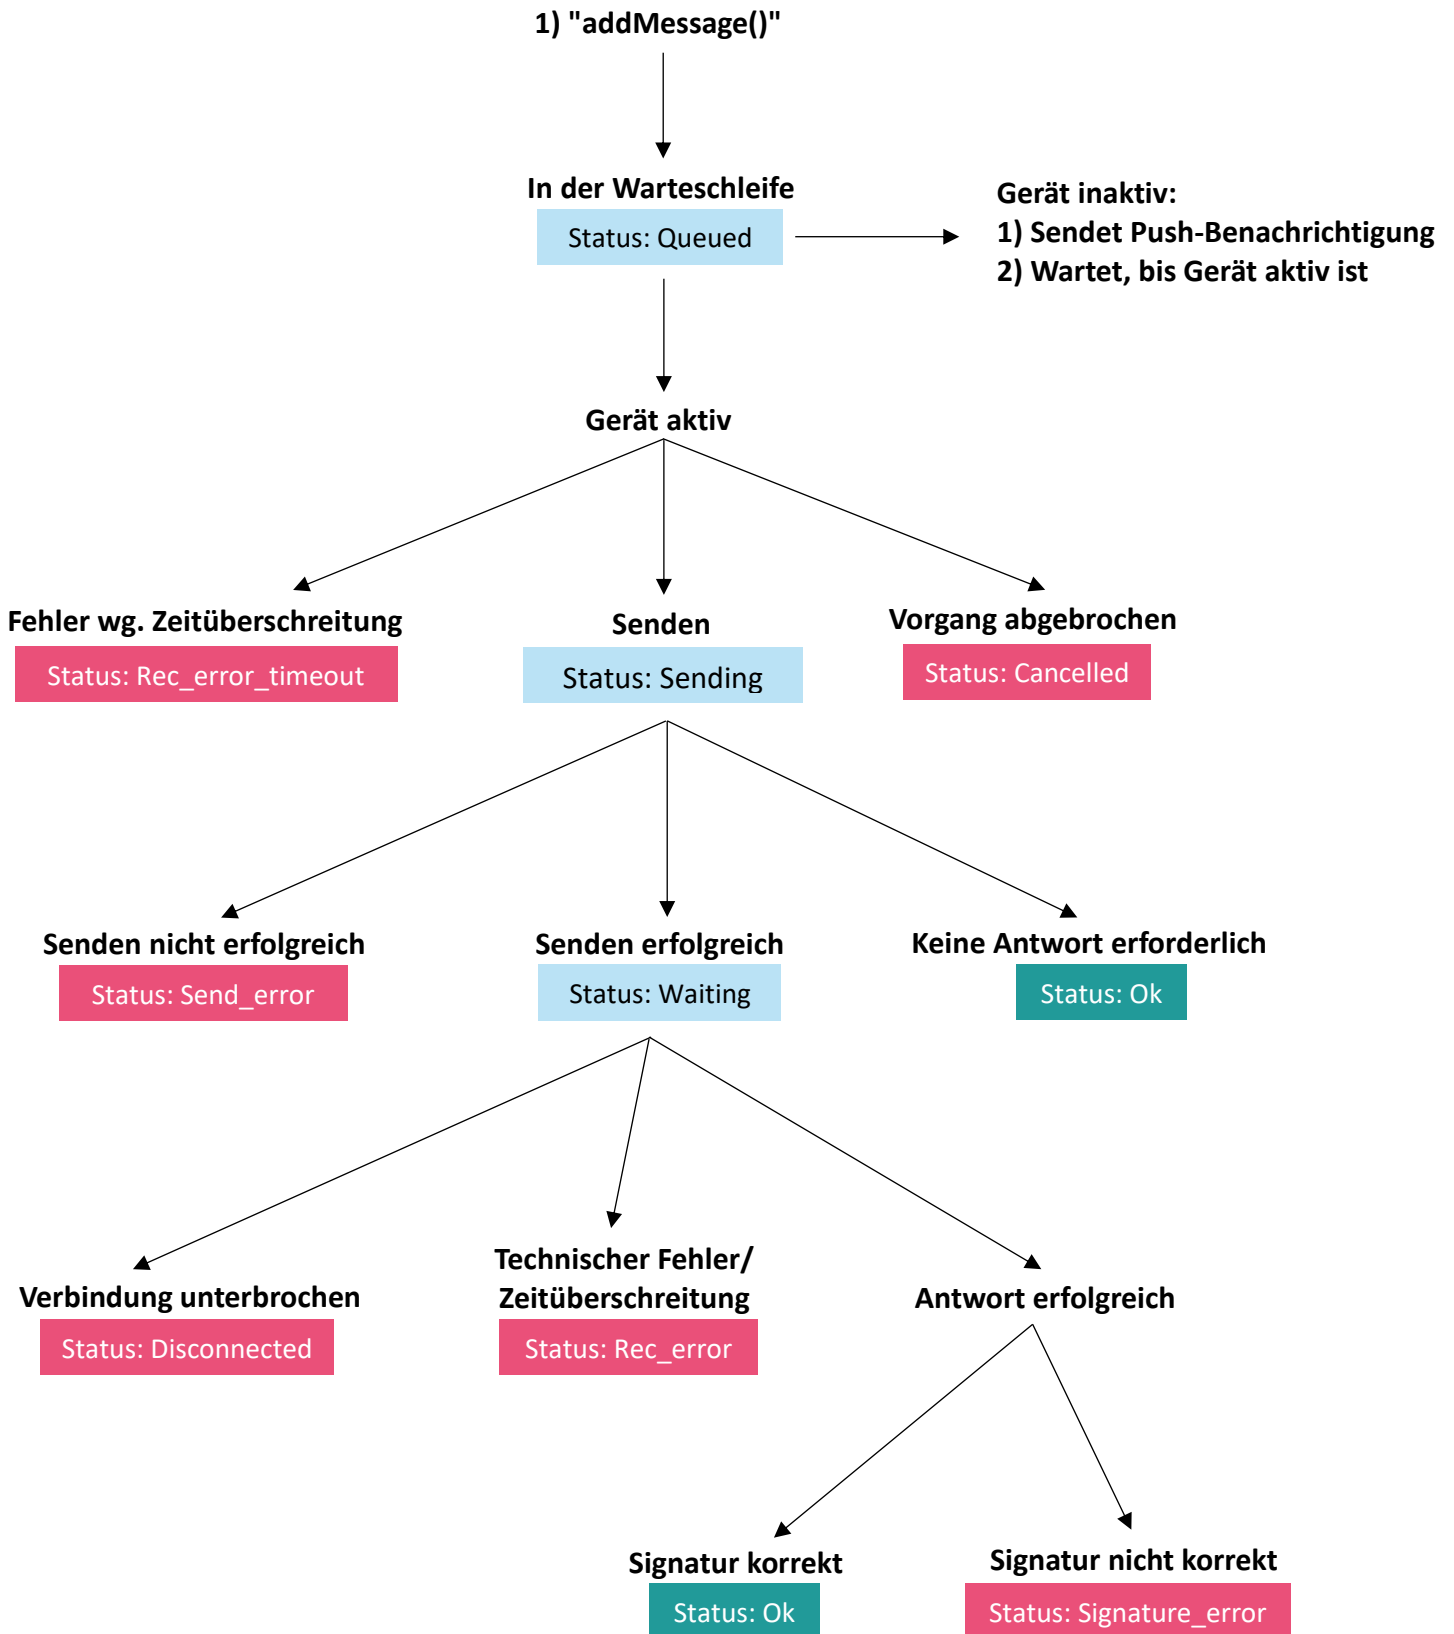 1) "addMessage()"
In der Warteschleife
Status: Queued
Gerät inaktiv:
1) Sendet Push-Benachrichtigung
2) Wartet, bis Gerät aktiv ist
Gerät aktiv
Fehler wg. Zeitüberschreitung
Status: Rec_error_timeout
Senden
Status: Sending
Vorgang abgebrochen
Status: Cancelled
Senden nicht erfolgreich
Status: Send_error
Senden erfolgreich
Status: Waiting
Keine Antwort erforderlich
Status: Ok
Verbindung unterbrochen
Status: Disconnected
Technischer Fehler/
Zeitüberschreitung
Status: Rec_error
Antwort erfolgreich
Signatur korrekt
Status: Ok
Signatur nicht korrekt
Status: Signature_error